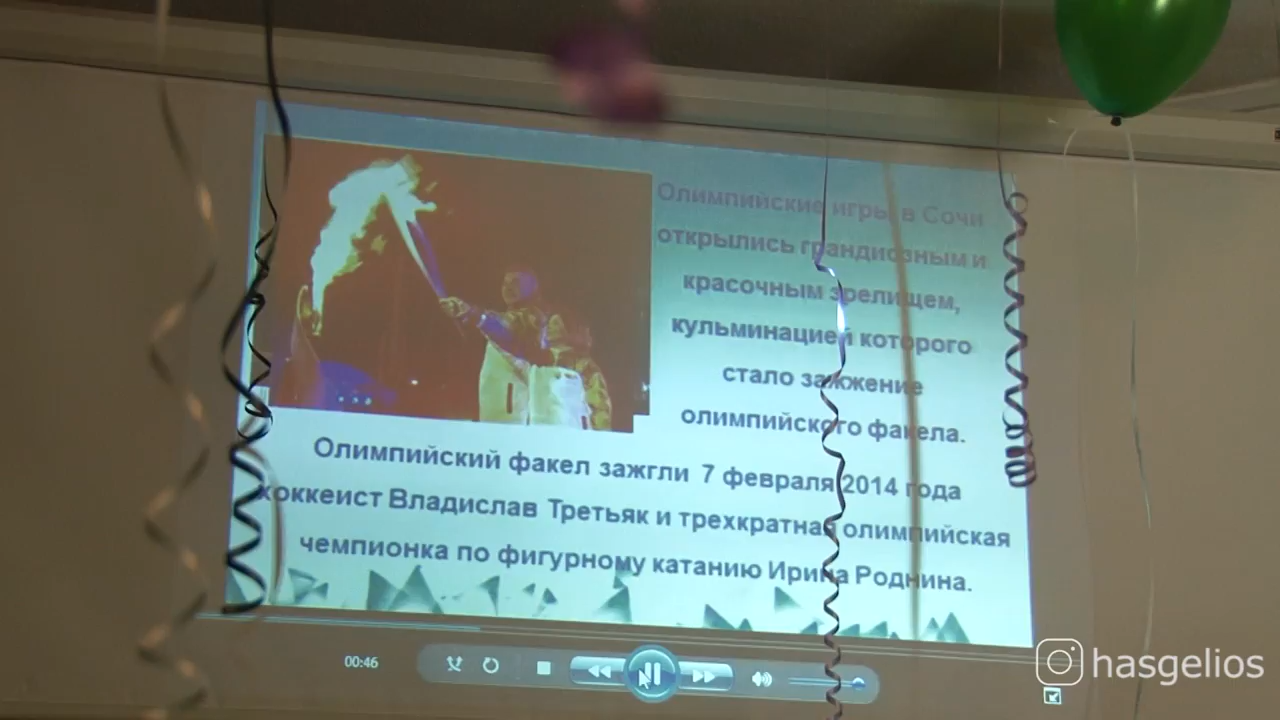 Олимпийские игры в Сочи
открылись грандиозным и
красочным зрелищем,
кульминацией которого
стало зажжение
олимпийского факела.
Олимпийский факел зажгли 7 февраля 2014 года
хоккеист Владислав Третьяк и трехкратная олимпийская
чемпионка по фигурному катанию Ирина Роднина.
00:46
hasgelios